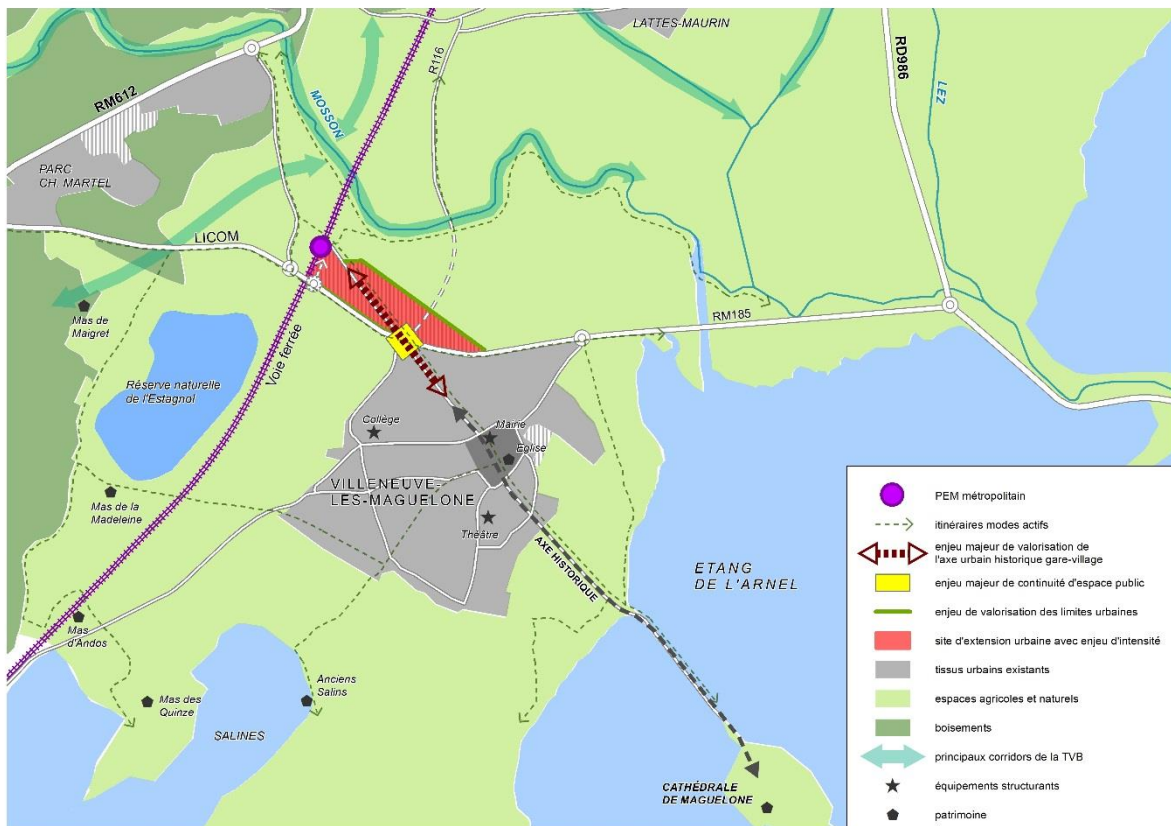 LATTES-MAURIN
RM612
R116
RD986
MOSSON
LEZ
PARC
CH. MARTEL
LICOM
Mas de
Maigret
Voie ferrée
RM185
Réserve naturelle
de l'Estagnol
Collège
Mairie
Eglise
VILLENEUVE-
LES-MAGUELONE
Mas de la
Madeleine
Théâtre
AXE HISTORIQUE
ETANG
DE L'ARNEL
Mas
d'Andos
Mas des
Quinze
Anciens
Salins
SALINES
CATHÉDRALE
DE MAGUELONE
PEM métropolitain
itinéraires modes actifs
enjeu majeur de valorisation de
l'axe urbain historique gare-village
enjeu majeur de continuité d'espace public
enjeu de valorisation des limites urbaines
site d'extension urbaine avec enjeu d'intensité
tissus urbains existants
espaces agricoles et naturels
boisements
principaux corridors de la TVB
équipements structurants
patrimoine